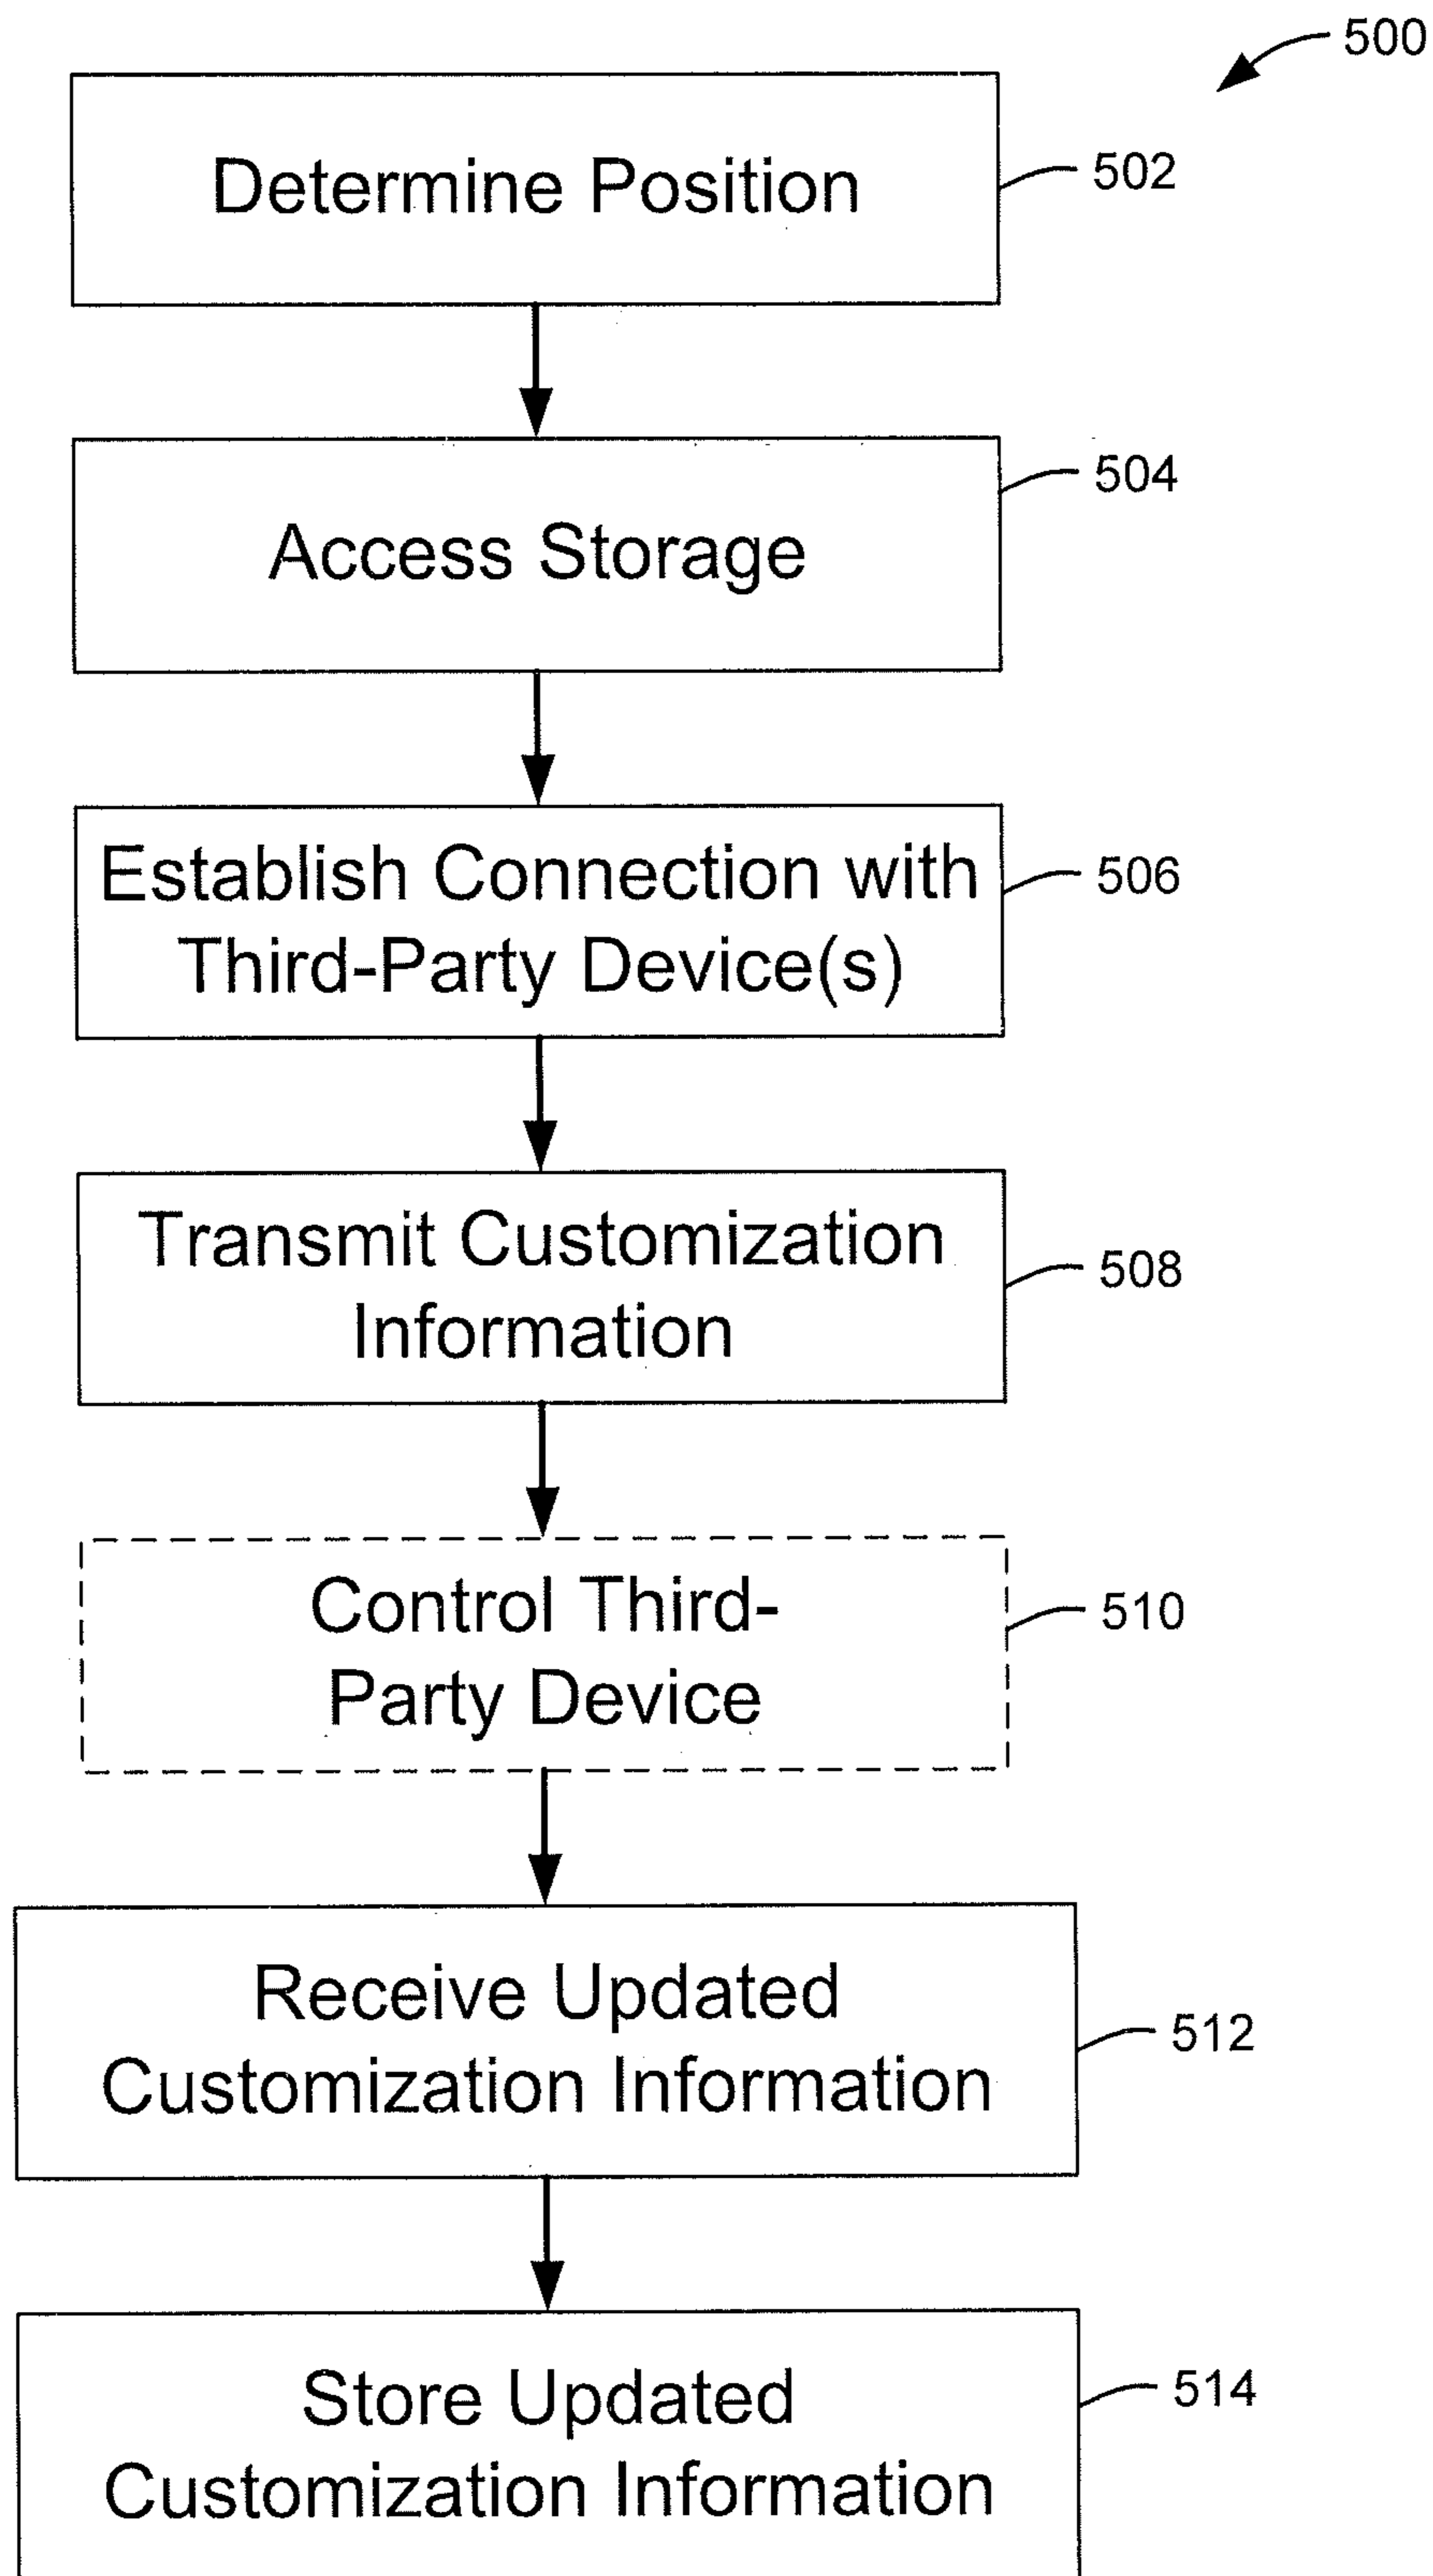 500
Determine Position
502
Access Storage
504
Establish Connection with
Third-Party Device(s)
506
Transmit Customization
Information
508
Control Third-
Party Device
510
Receive Updated
Customization Information
512
Store Updated
Customization Information
514